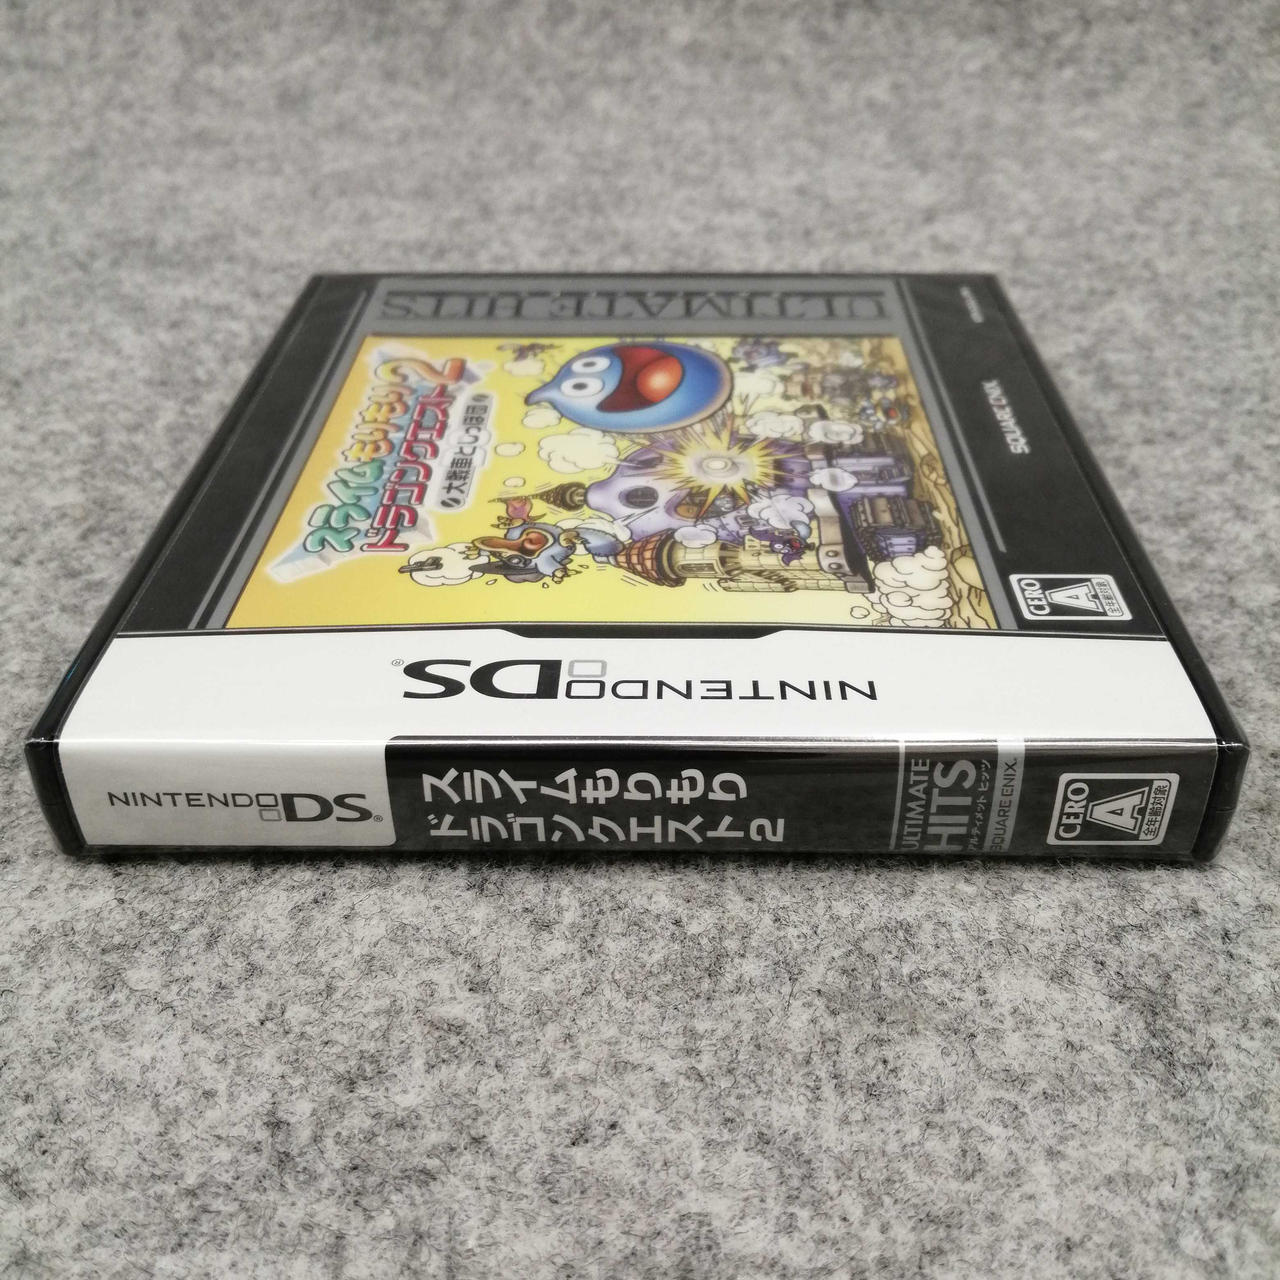 ULTIMATE HITS
スライムもりもり
ドラゴンクエスト2
大戦車としっぽ団
SQUARE ENIX
CERO
A
全年齢対象
NINTENDO DS®
NINTENDO DS®
スライムもりもり
ドラゴンクエスト2
ULTIMATE
HITS
アルティメット ヒッツ
SQUARE ENIX.
CERO
A
全年齢対象